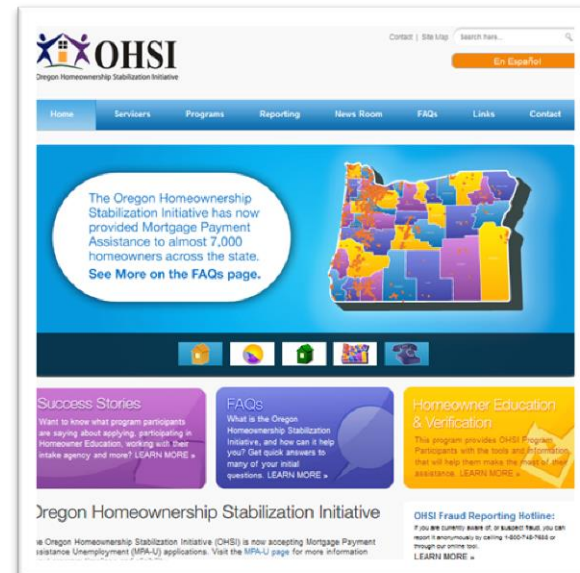 OHSI
Oregon Homeownership Stabilization Initiative
Contact | Site Map
Search here...
En Español
Home Servicers Programs Reporting News Room FAQs Links Contact
The Oregon Homeownership
Stabilization Initiative has now
provided Mortgage Payment
Assistance to almost 7,000
homeowners across the state.
See More on the FAQs page.
Success Stories
Want to know what program participants
are saying about applying, participating in
Homeowner Education, working with their
intake agency and more? LEARN MORE »
FAQs
What is the Oregon
Homeownership Stabilization
Initiative, and how can it help
you? Get quick answers to
many of your initial
questions. LEARN MORE »
Homeowner Education
& Verification
This program provides OHSI Program
Participants with the tools and information
that will help them make the most of their
assistance. LEARN MORE »
Oregon Homeownership Stabilization Initiative
Oregon Homeownership Stabilization Initiative (OHSI) is now accepting Mortgage Payment
Assistance Unemployment (MPA-U) applications. Visit the MPA-U page for more information
OHSI Fraud Reporting Hotline:
If you are currently aware of, or suspect fraud, you can
report it anonymously by calling
through our online tool.
LEARN MORE »